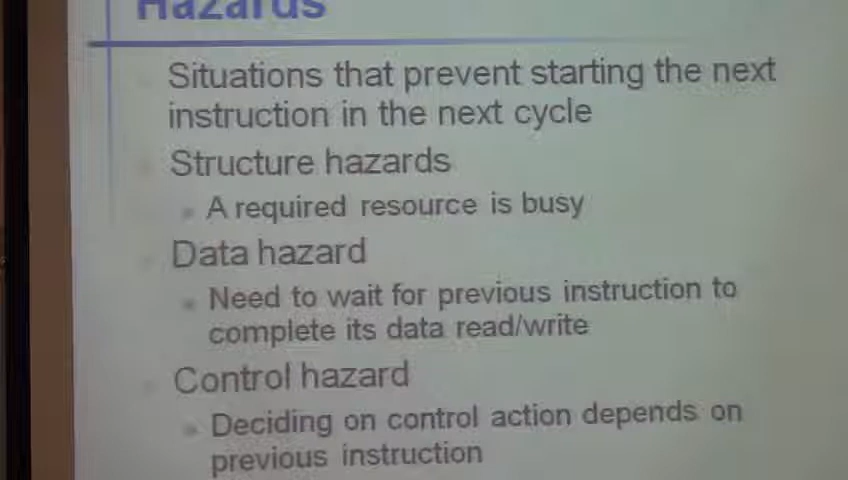 Hazards
Situations that prevent starting the next
instruction in the next cycle
Structure hazards
A required resource is busy
Data hazard
Need to wait for previous instruction to
complete its data read/write
Control hazard
Deciding on control action depends on
previous instruction